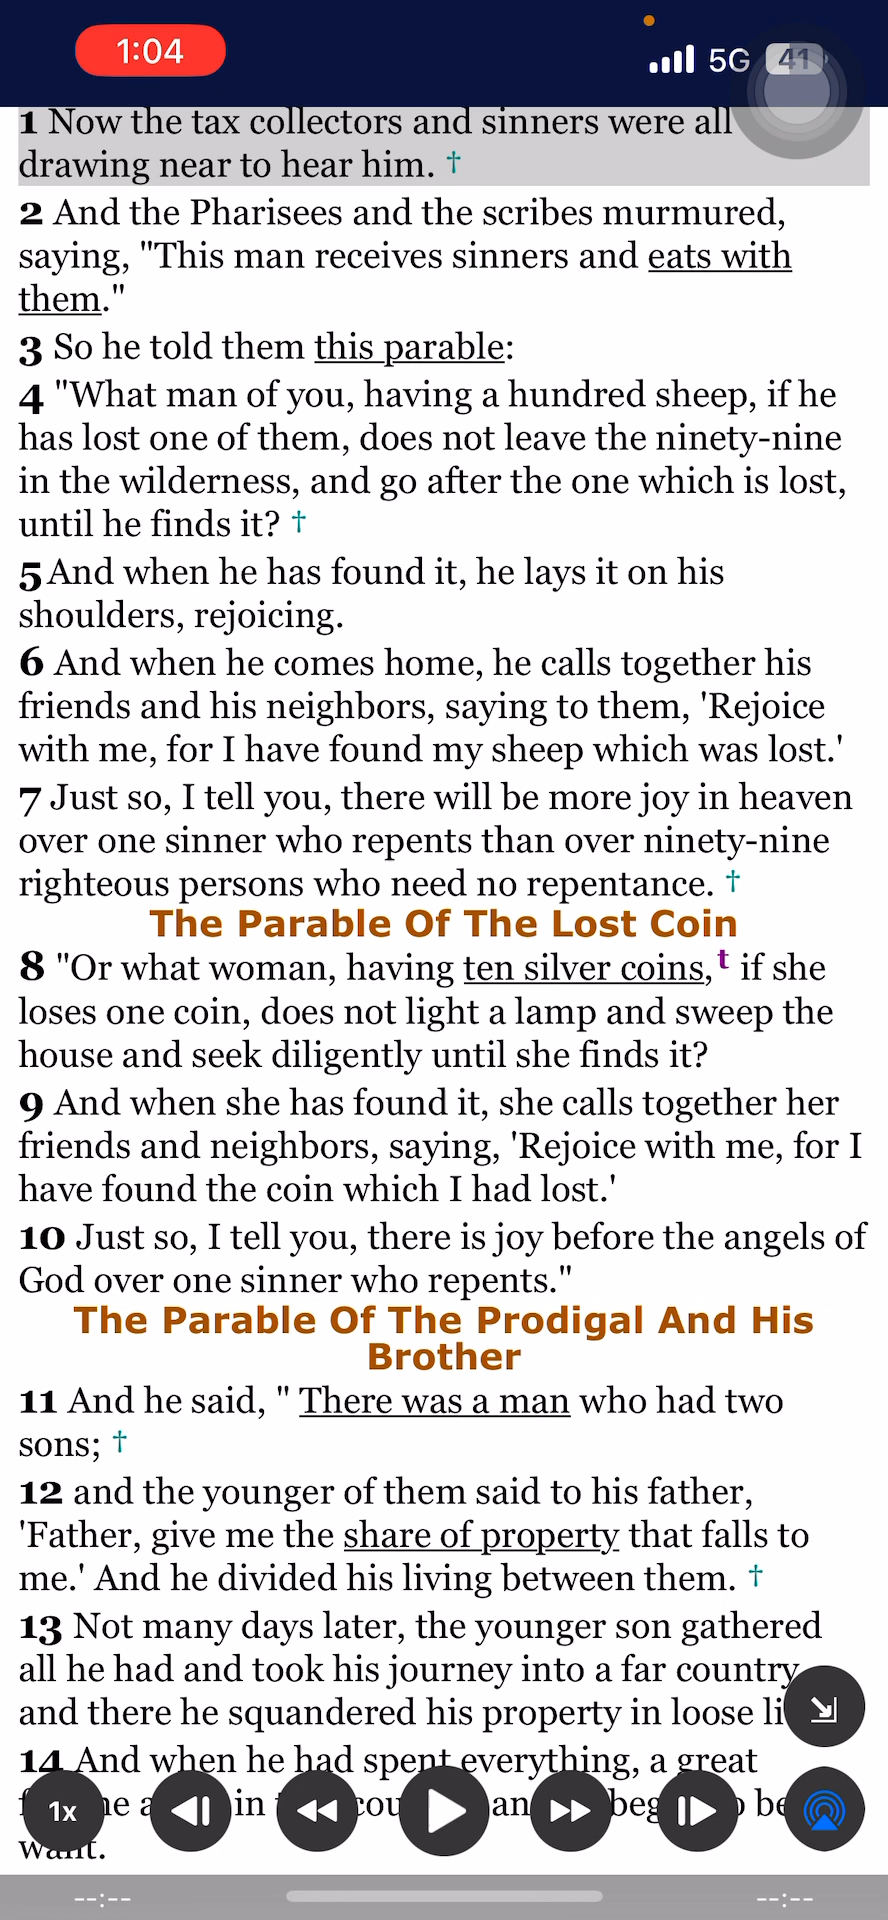 1:04
5G 41
1 Now the tax collectors and sinners were all
drawing near to hear him. †
2 And the Pharisees and the scribes murmured,
saying, "This man receives sinners and eats with
them."
3 So he told them this parable:
4 "What man of you, having a hundred sheep, if he
has lost one of them, does not leave the ninety-nine
in the wilderness, and go after the one which is lost,
until he finds it? †
5 And when he has found it, he lays it on his
shoulders, rejoicing.
6 And when he comes home, he calls together his
friends and his neighbors, saying to them, 'Rejoice
with me, for I have found my sheep which was lost.'
7 Just so, I tell you, there will be more joy in heaven
over one sinner who repents than over ninety-nine
righteous persons who need no repentance. †
The Parable Of The Lost Coin
8 "Or what woman, having ten silver coins,t if she
loses one coin, does not light a lamp and sweep the
house and seek diligently until she finds it?
9 And when she has found it, she calls together her
friends and neighbors, saying, 'Rejoice with me, for I
have found the coin which I had lost.'
10 Just so, I tell you, there is joy before the angels of
God over one sinner who repents."
The Parable Of The Prodigal And His
Brother
11 And he said, " There was a man who had two
sons; †
12 and the younger of them said to his father,
'Father, give me the share of property that falls to
me.' And he divided his living between them. †
13 Not many days later, the younger son gathered
all he had and took his journey into a far country
and there he squandered his property in loose
14 And when he had spent everything, a great
1x in
want.
--:-- --:--